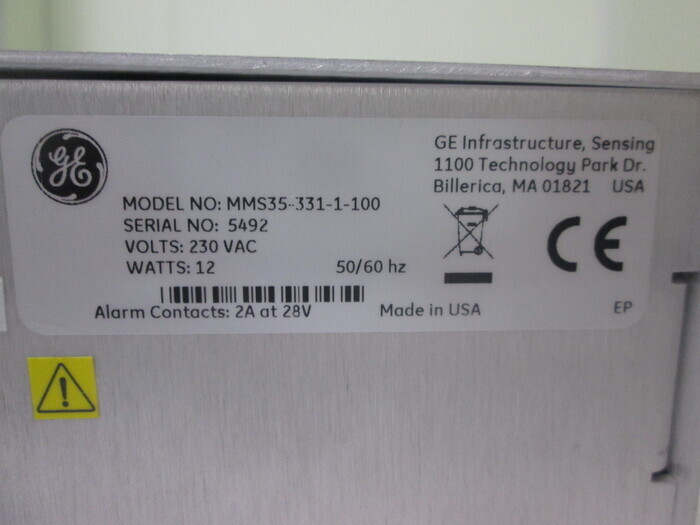 GE
GE Infrastructure, Sensing
1100 Technology Park Dr.
Billerica, MA 01821 USA
MODEL NO: MMS35-331-1-100
SERIAL NO: 5492
VOLTS: 230 VAC
WATTS: 12 50/60 hz
CE
Alarm Contacts: 2A at 28V Made in USA EP